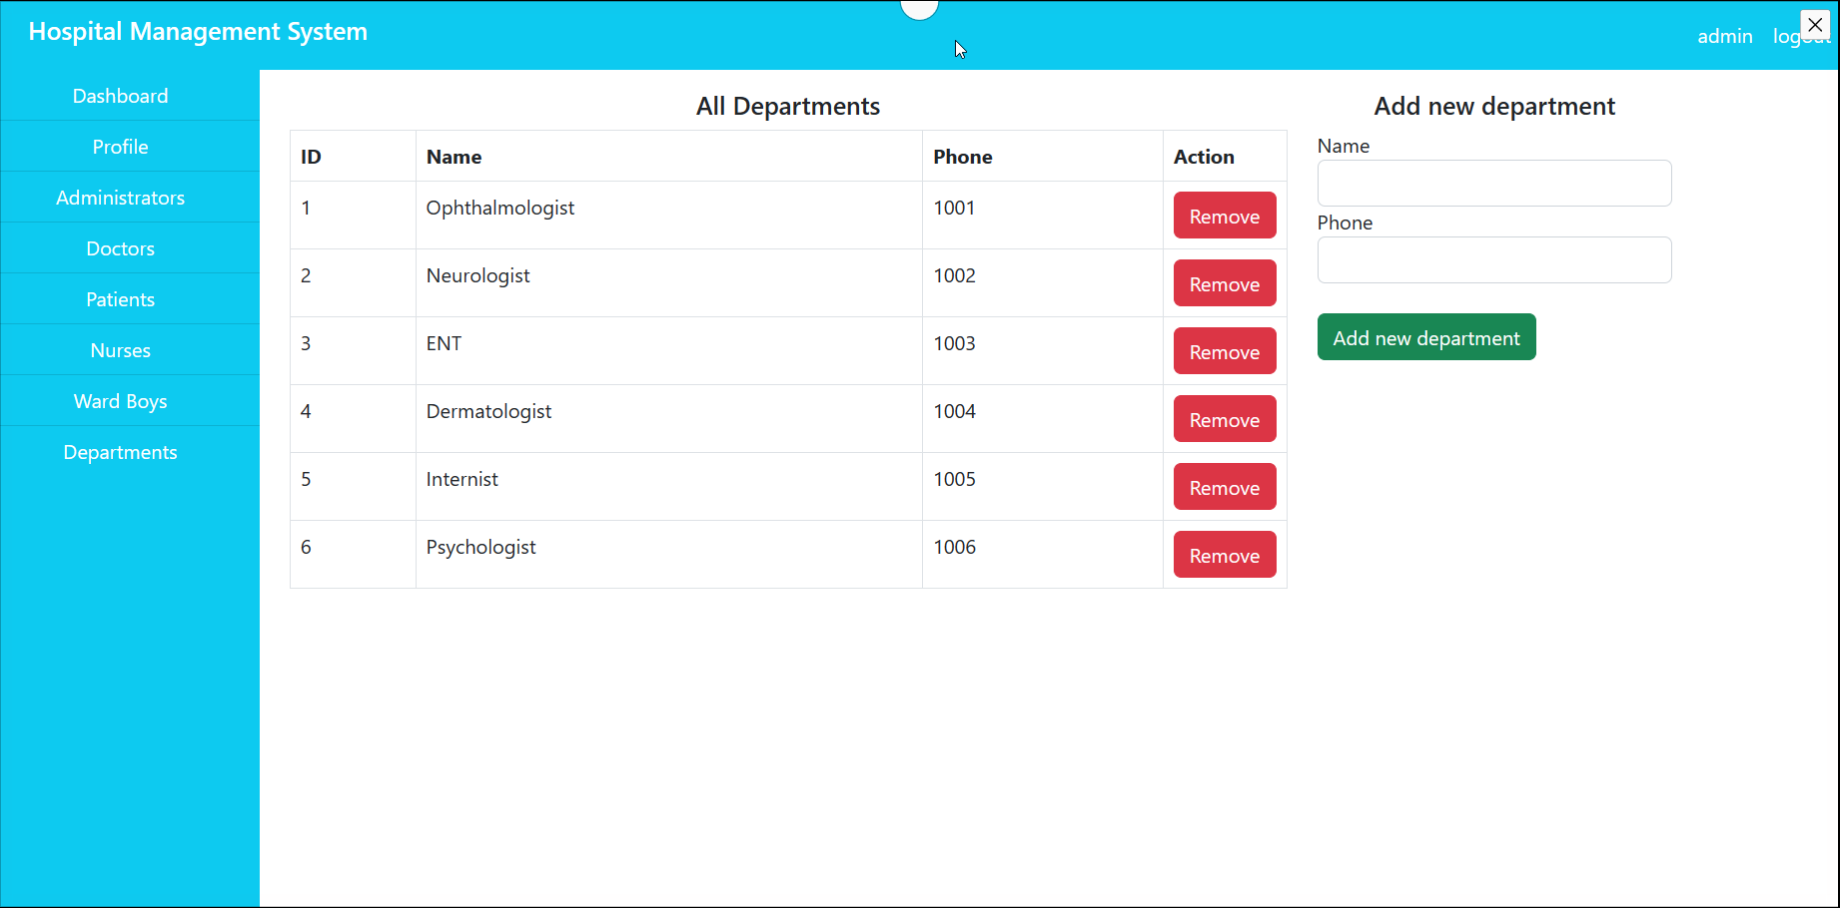 Hospital Management System
admin logout
Dashboard
Profile
Administrators
Doctors
Patients
Nurses
Ward Boys
Departments
All Departments
ID Name Phone Action
1 Ophthalmologist 1001 Remove
2 Neurologist 1002 Remove
3 ENT 1003 Remove
4 Dermatologist 1004 Remove
5 Internist 1005 Remove
6 Psychologist 1006 Remove
Add new department
Name
Phone
Add new department